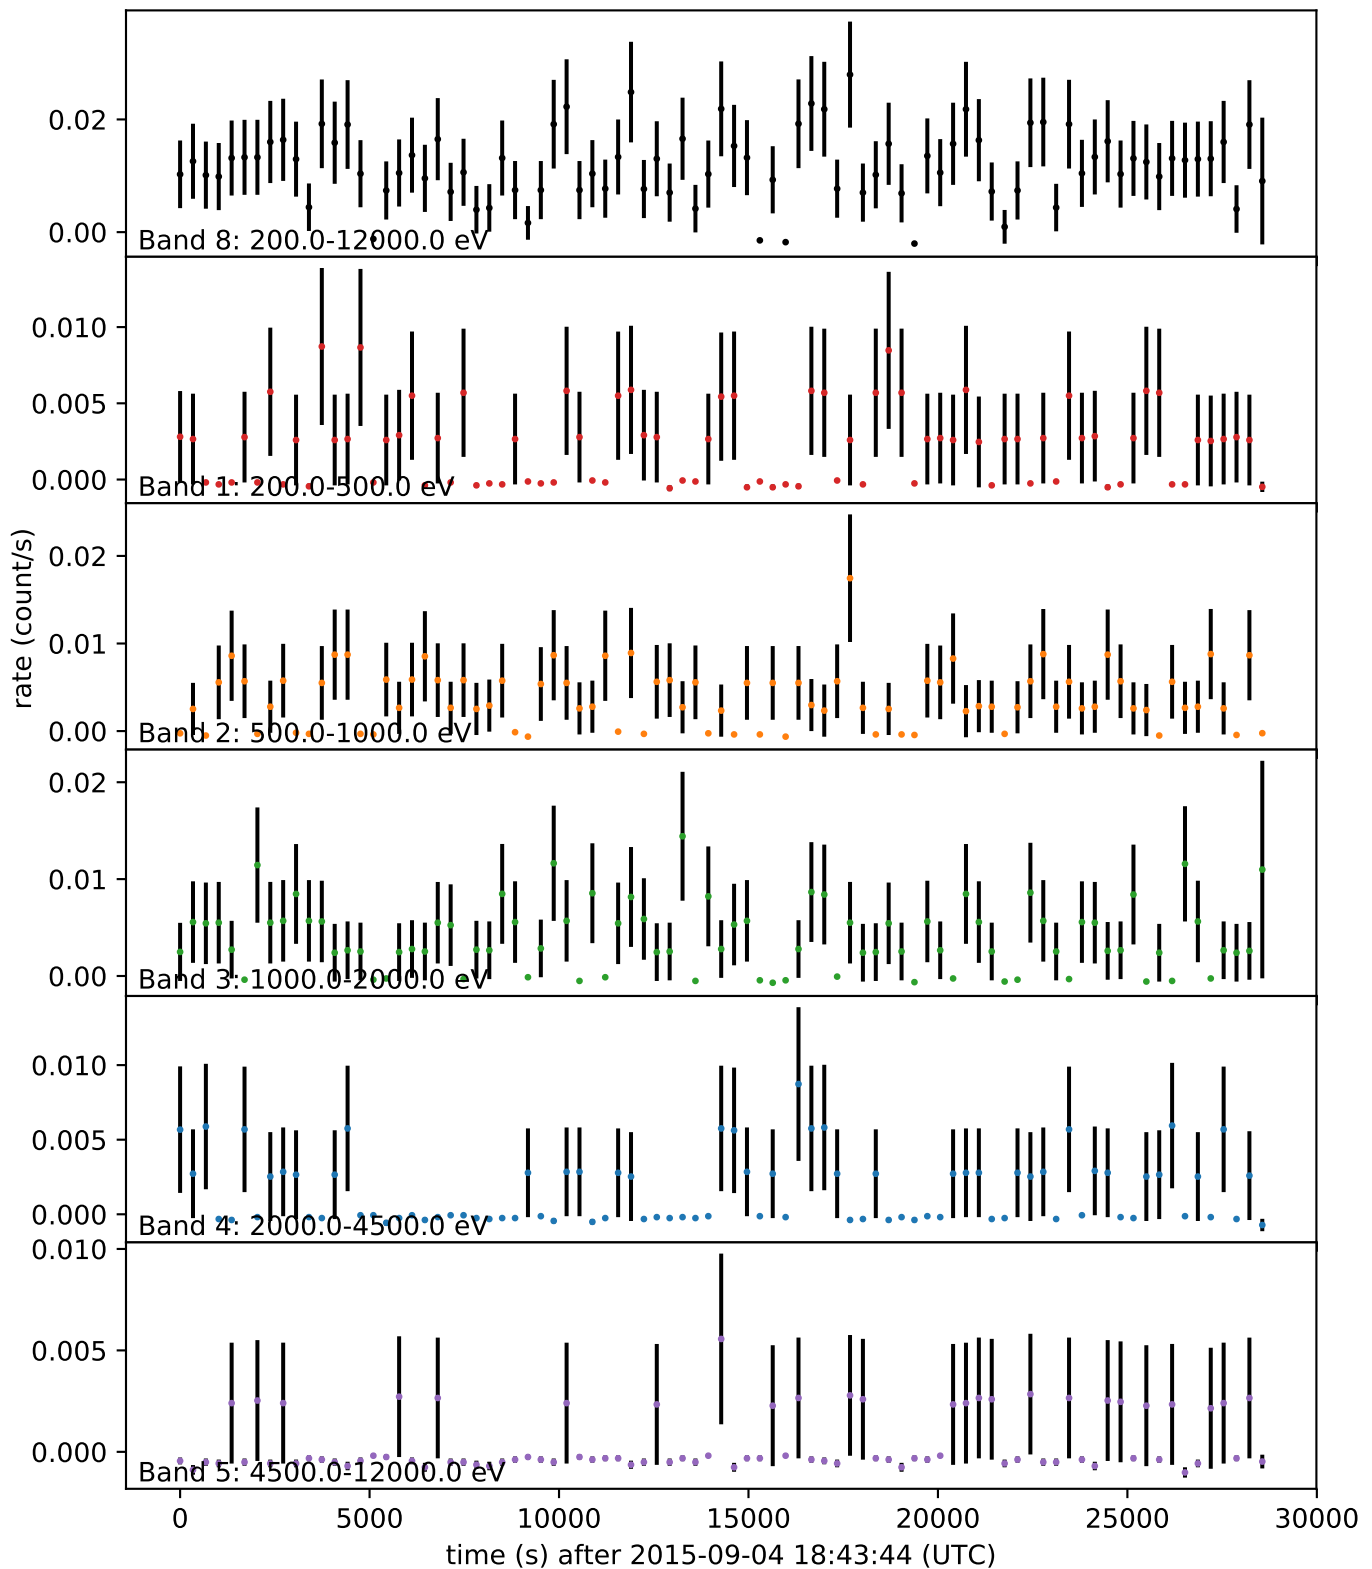 0.02
0.00
Band 8: 200.0-12000.0 eV
0.010
0.005
0.000
Band 1: 200.0-500.0 eV
rate (count/s)
0.02
0.01
0.00
Band 2: 500.0-1000.0 eV
0.02
0.01
0.00
Band 3: 1000.0-2000.0 eV
0.010
0.005
0.000
Band 4: 2000.0-4500.0 eV
0.010
0.005
0.000
Band 5: 4500.0-12000.0 eV
0 5000 10000 15000 20000 25000 30000
time (s) after 2015-09-04 18:43:44 (UTC)